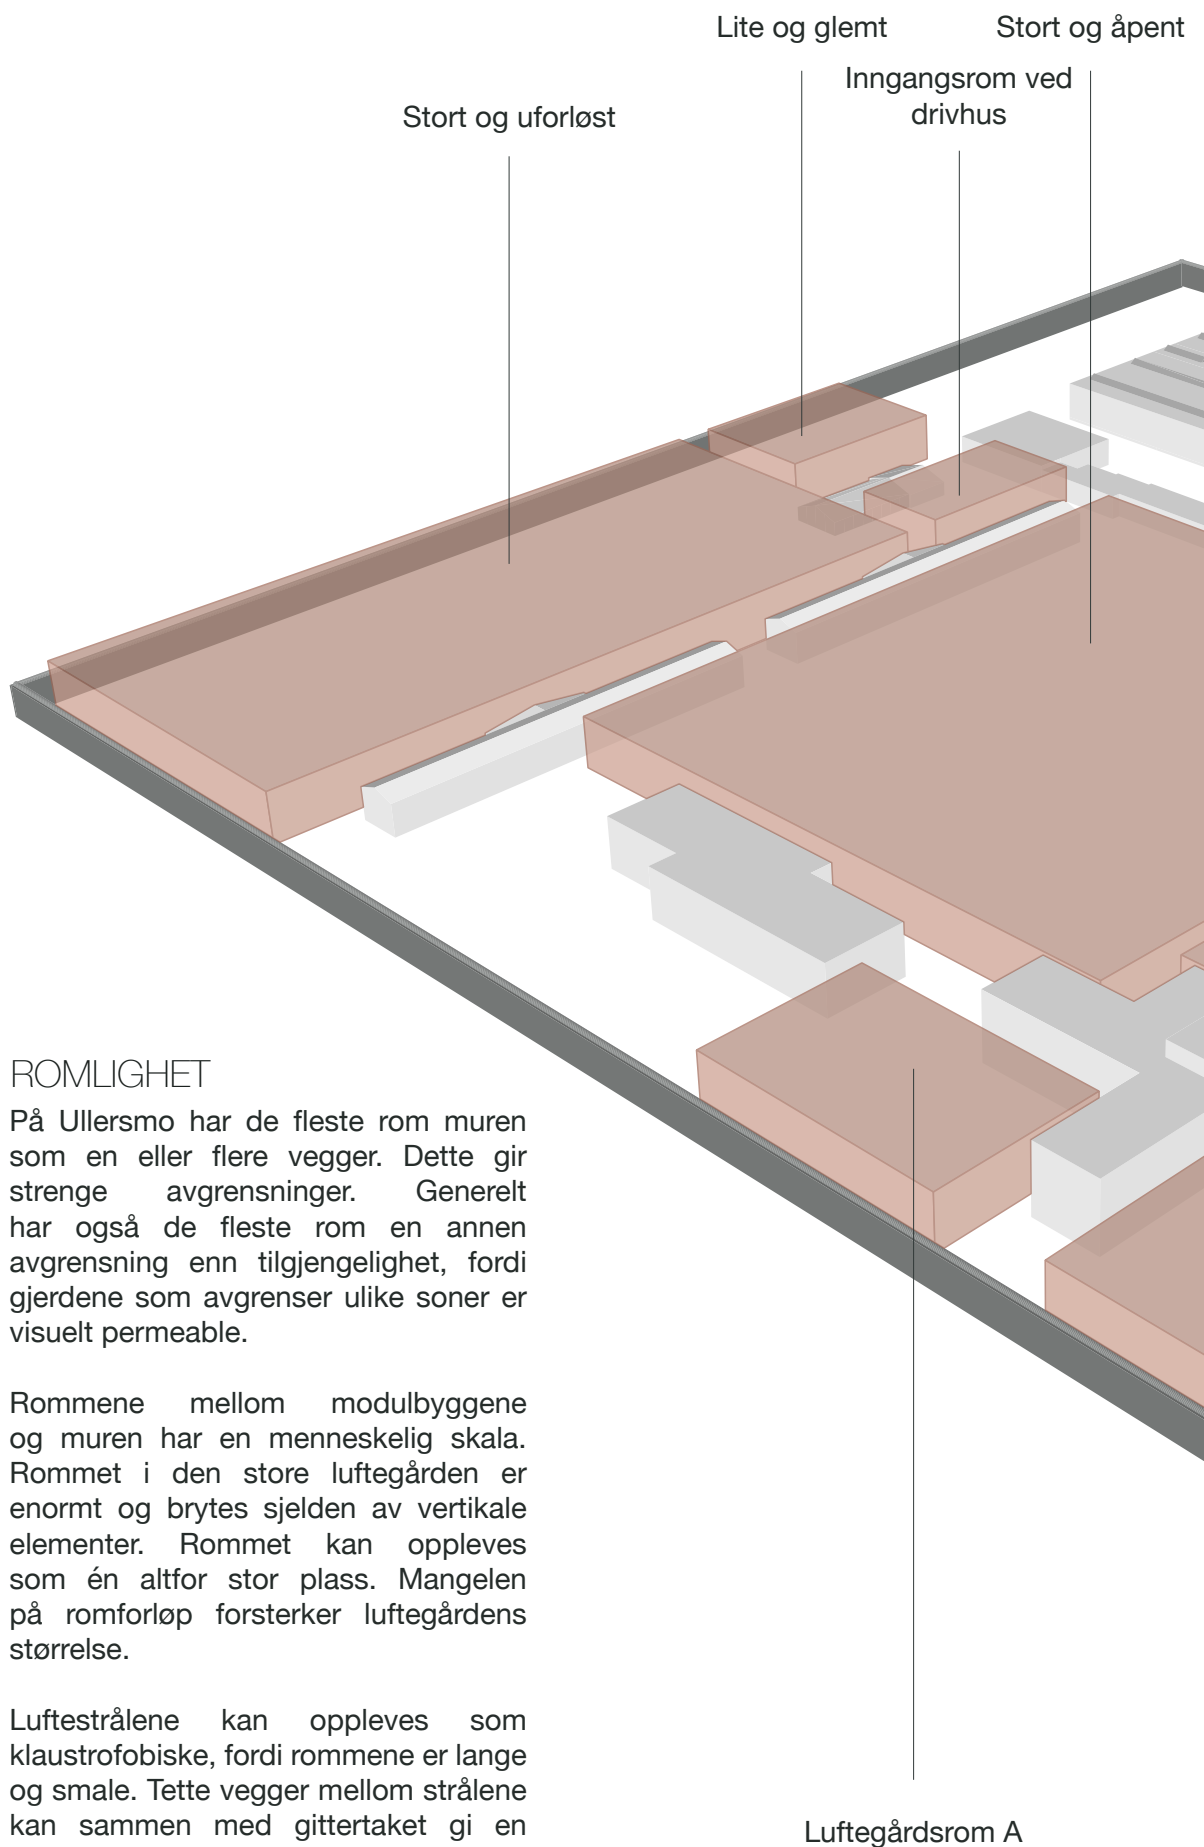 Lite og glemt
Stort og åpent
Inngangsrom ved
drivhus
Stort og uforløst
ROMLIGHET
På Ullersmo har de fleste rom muren
som en eller flere vegger. Dette gir
strenge avgrensninger. Generelt
har også de fleste rom en annen
avgrensning enn tilgjengelighet, fordi
gjerdene som avgrenser ulike soner er
visuelt permeable.
Rommene mellom modulbyggene
og muren har en menneskelig skala.
Rommet i den store luftegården er
enormt og brytes sjelden av vertikale
elementer. Rommet kan oppleves
som én altfor stor plass. Mangelen
på romforløp forsterker luftegårdens
størrelse.
Luftestrålene kan oppleves som
klaustrofobiske, fordi rommene er lange
og smale. Tette vegger mellom strålene
kan sammen med gittertaket gi en
Luftegårdsrom A